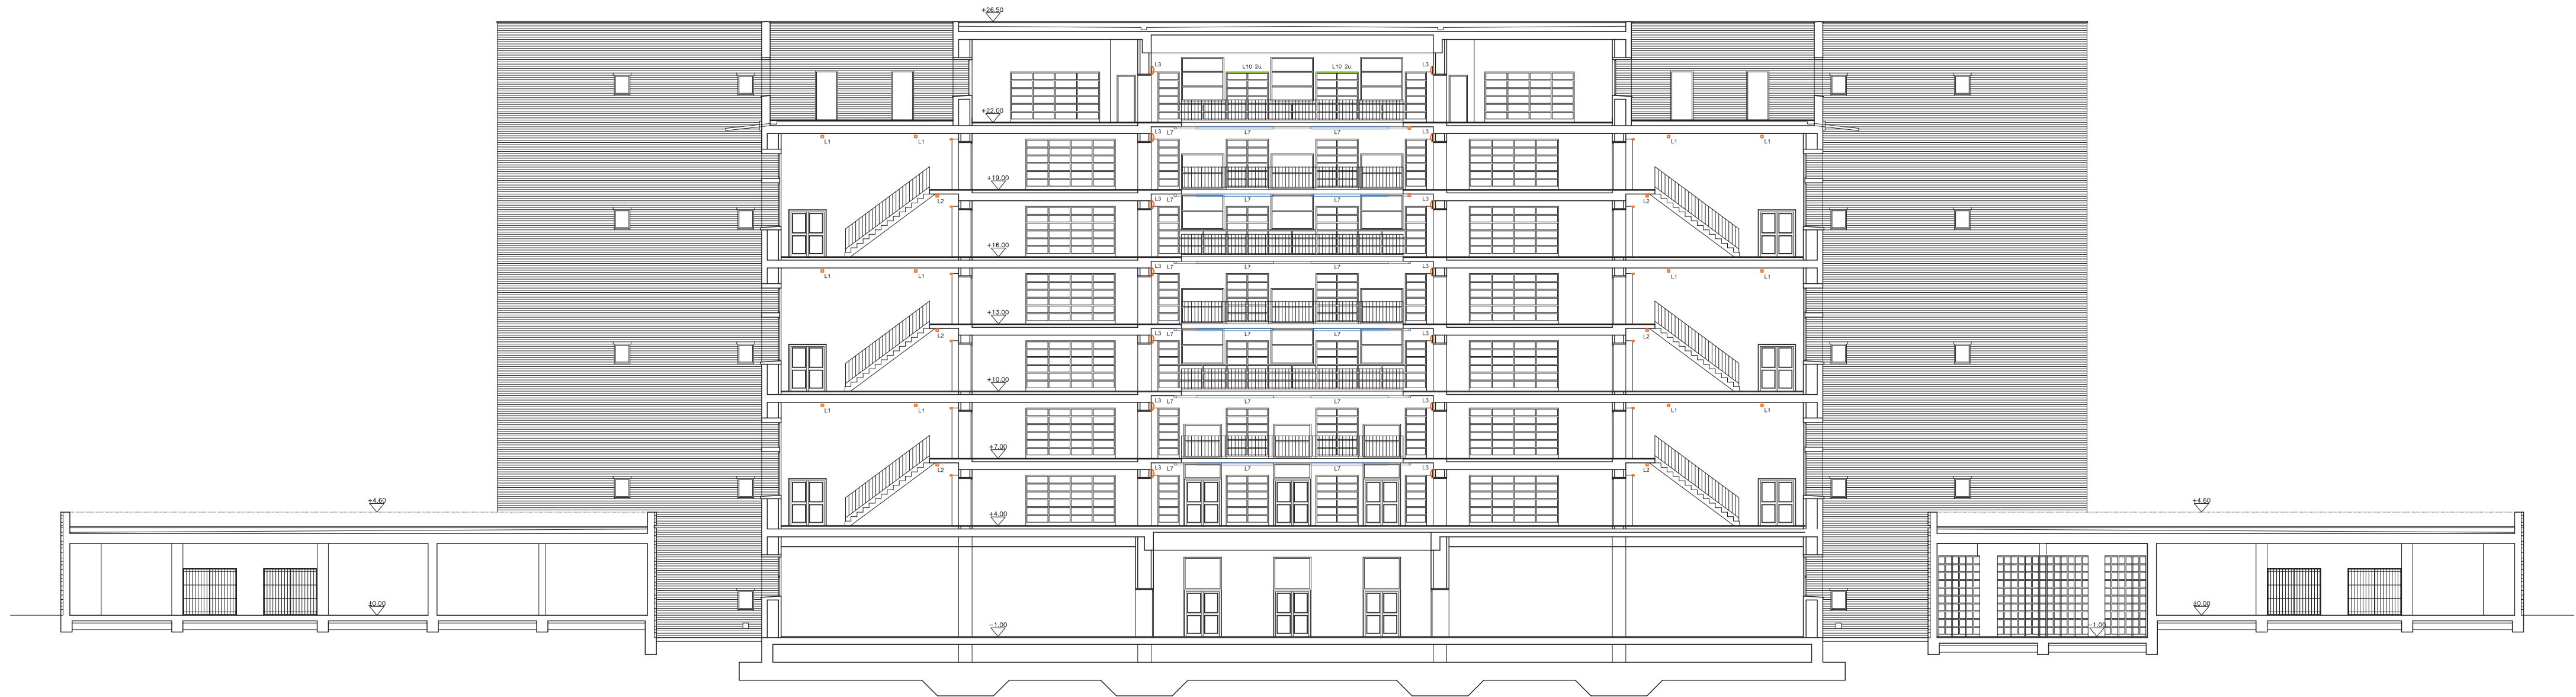 +26.50
L3 L10 2u. L10 2u. L3
+22.00
L1 L1 L3 L7 L7 L7 L3 L1 L1
+19.00
L2 L3 L7 L7 L7 L3 L2
+16.00
L1 L1 L3 L7 L7 L7 L3 L1 L1
+13.00
L2 L3 L7 L7 L7 L3 L2
+10.00
L1 L1 L3 L7 L7 L7 L3 L1 L1
+7.00
L2 L3 L7 L7 L7 L3 L2
+4.60 +4.60
+4.00
±0.00 ±0.00
-1.00 -1.00